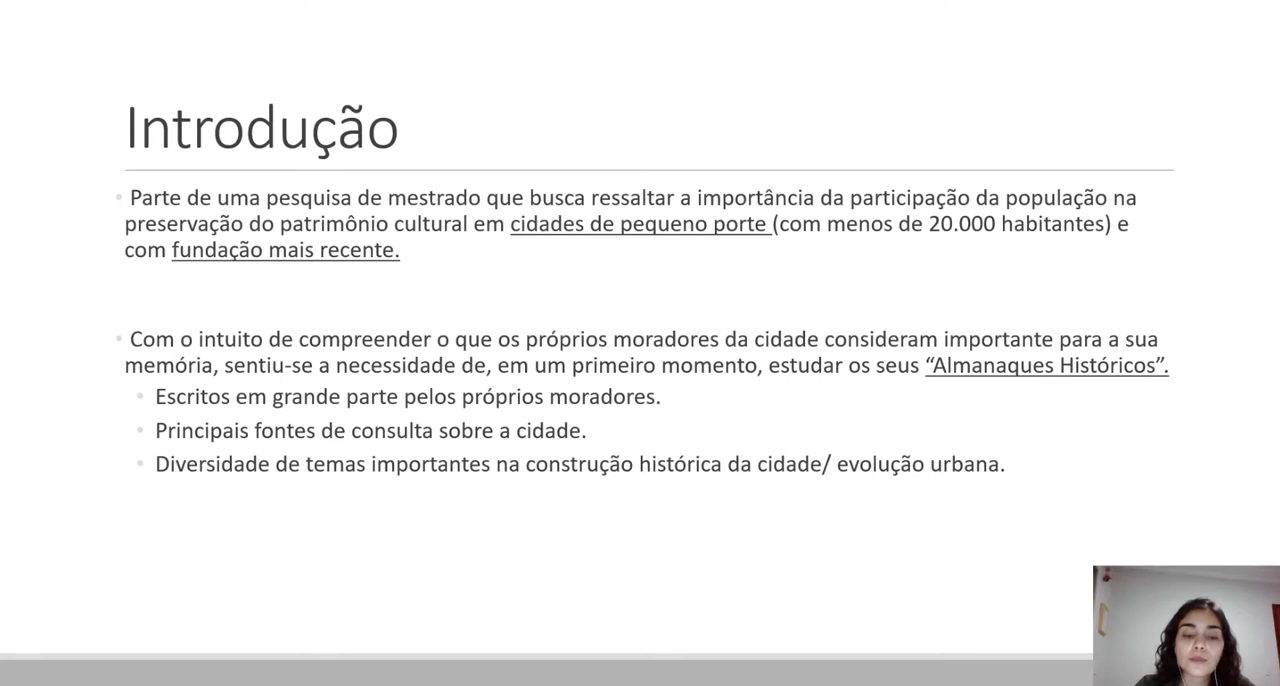 Introdução
Parte de uma pesquisa de mestrado que busca ressaltar a importância da participação da população na
preservação do patrimônio cultural em cidades de pequeno porte (com menos de 20.000 habitantes) e
com fundação mais recente.
Com o intuito de compreender o que os próprios moradores da cidade consideram importante para a sua
memória, sentiu-se a necessidade de, em um primeiro momento, estudar os seus “Almanaques Históricos”.
Escritos em grande parte pelos próprios moradores.
Principais fontes de consulta sobre a cidade.
Diversidade de temas importantes na construção histórica da cidade/ evolução urbana.